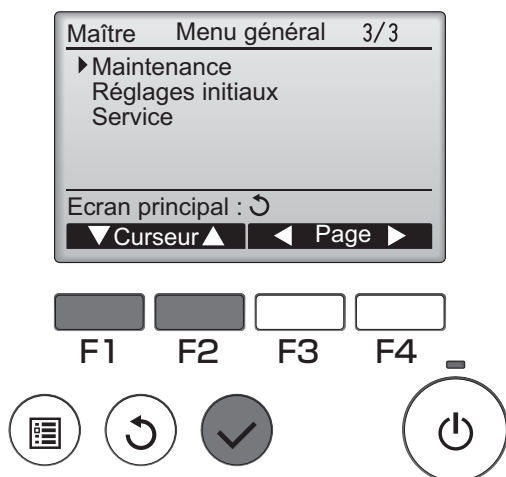 Maître Menu général 3/3
Maintenance
Réglages initiaux
Service
Ecran principal :
Curseur Page
F1 F2 F3 F4